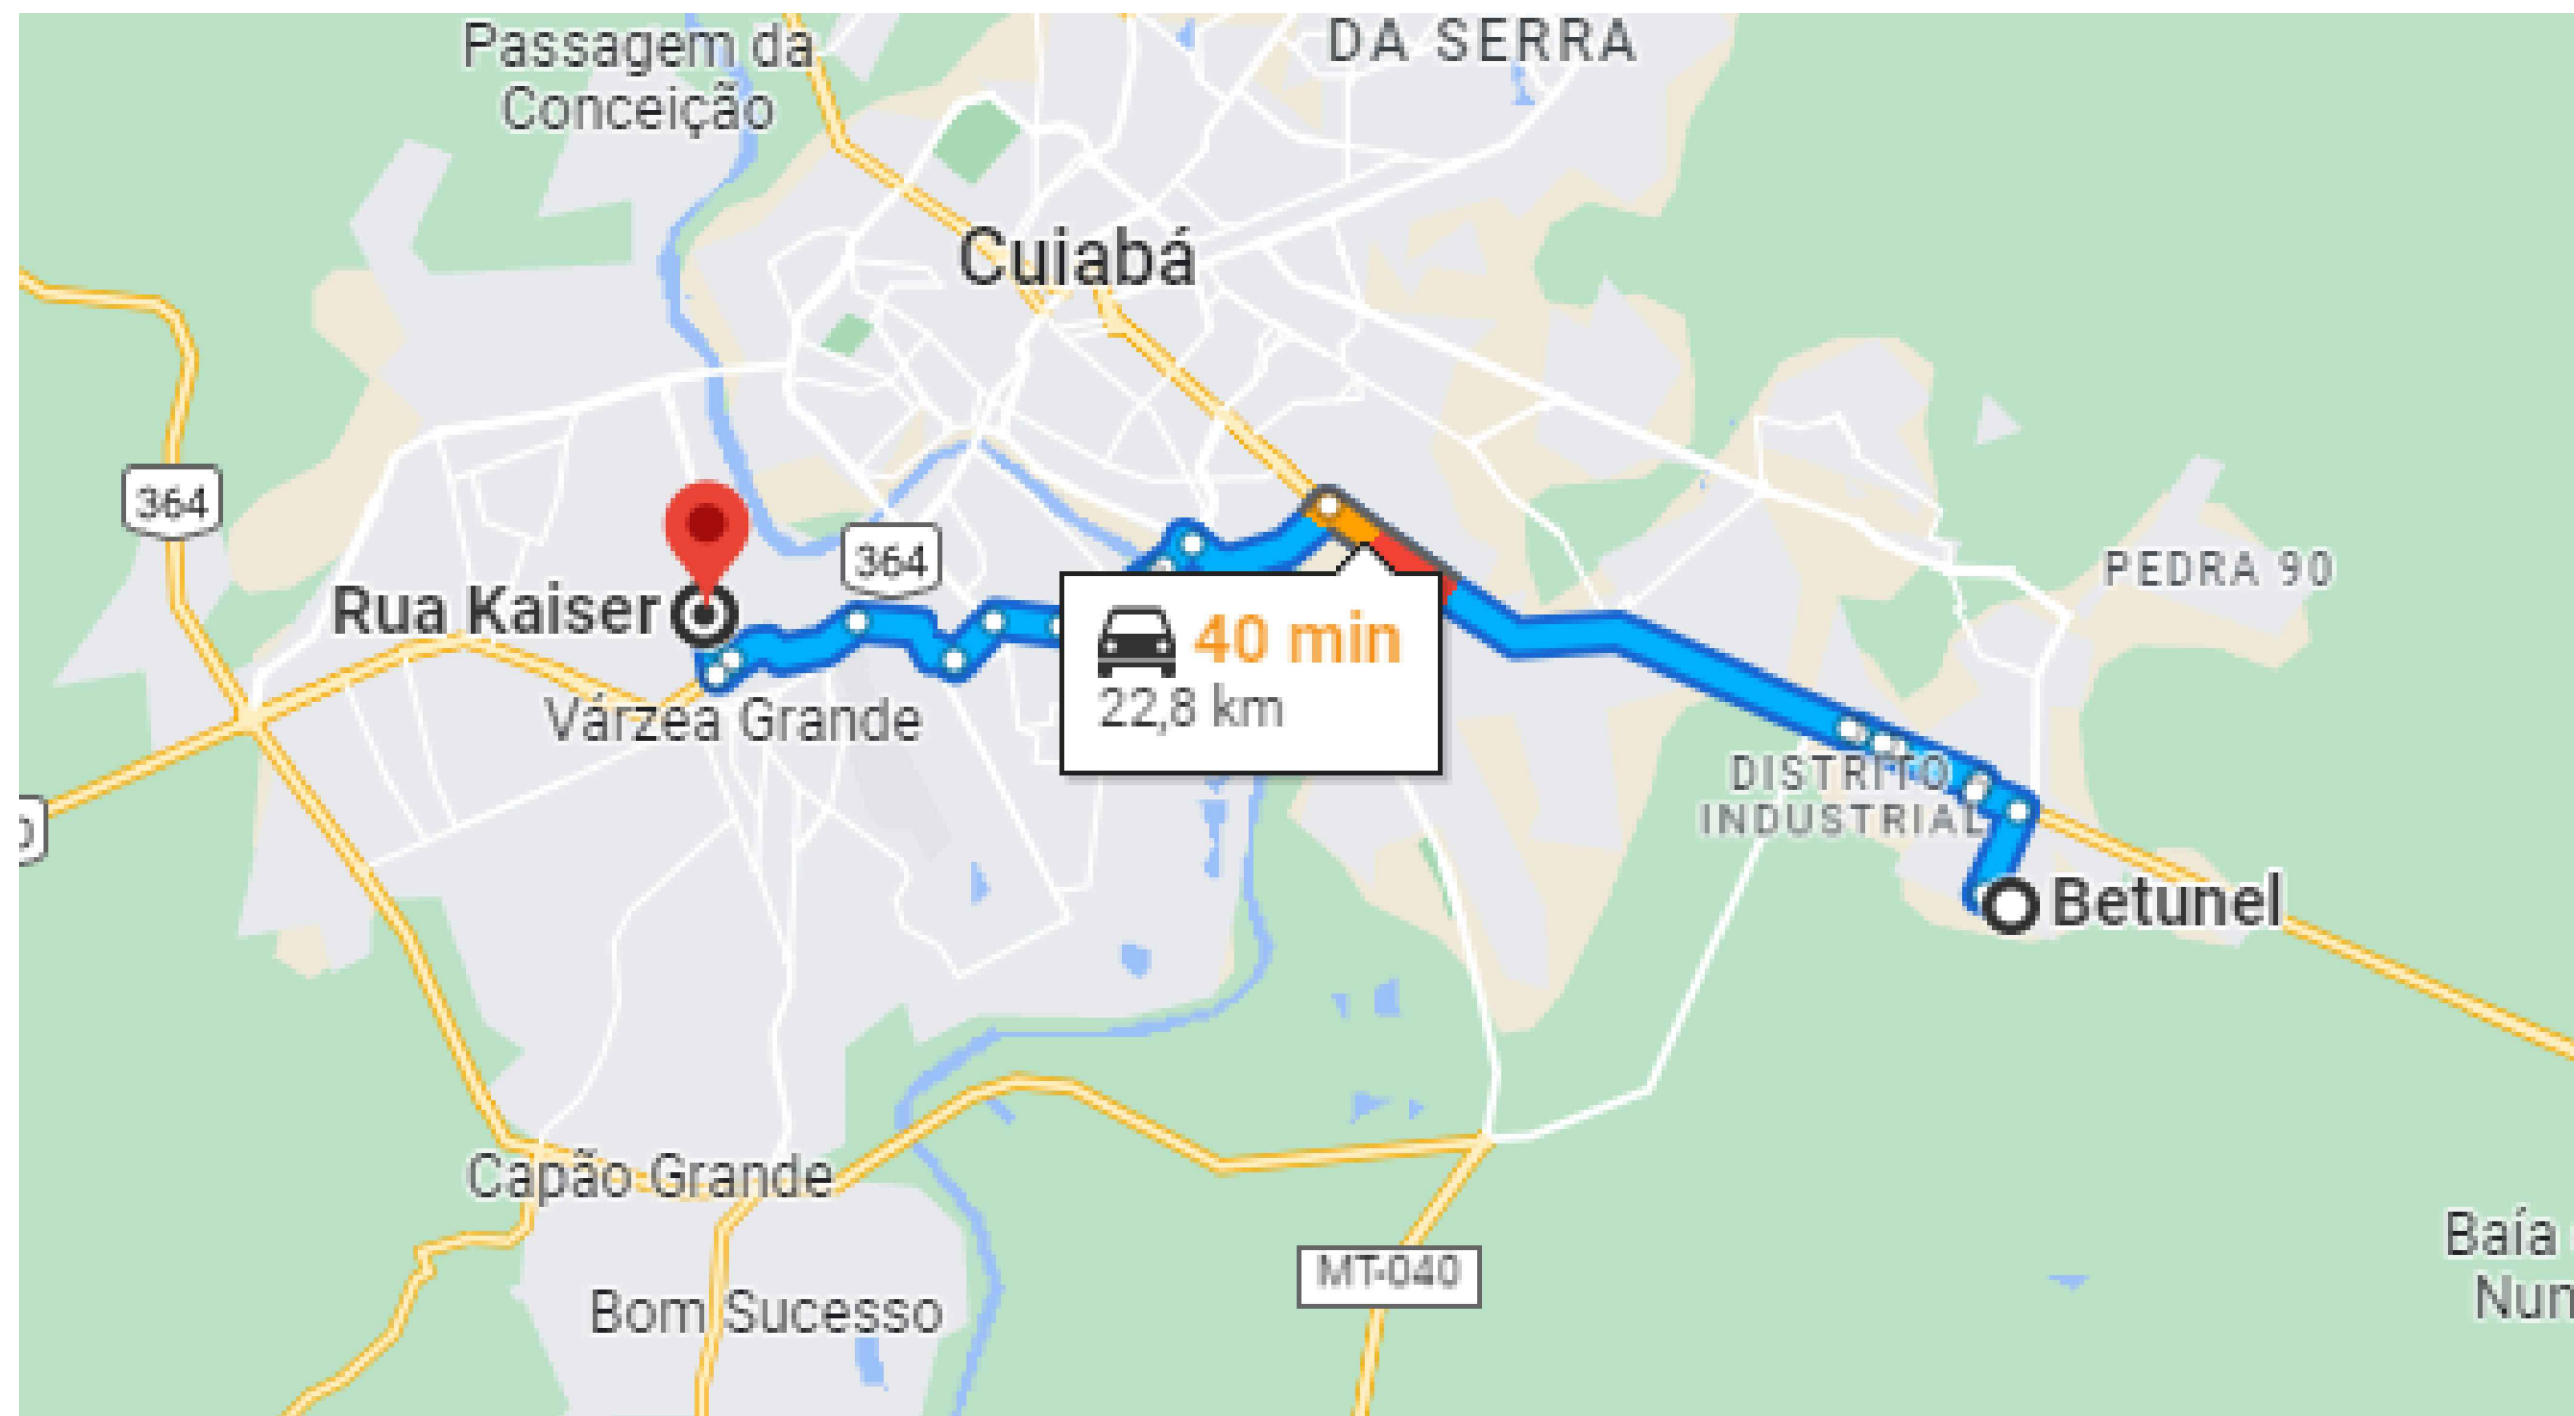 Passagem da
Conceição
DA SERRA
Cuiabá
364
364
PEDRA 90
Rua Kaiser
40 min
22,8 km
Várzea Grande
DISTRITO
INDUSTRIAL
Betunel
Capão Grande
Baía
Nun
MT-040
Bom Sucesso